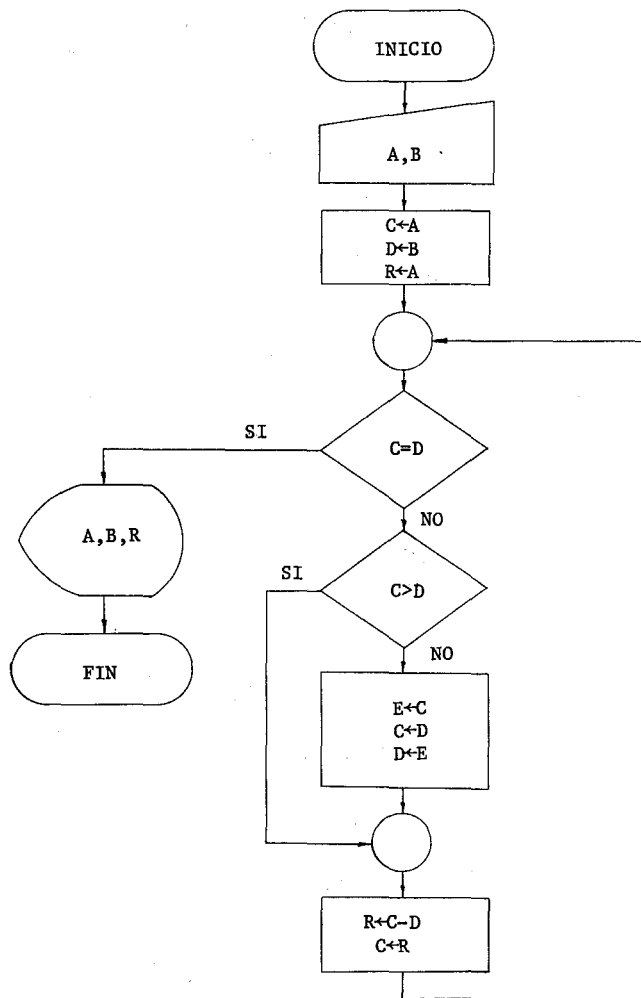 INICIO
A,B
C←A
D←B
R←A
C=D
SI
NO
A,B,R
C>D
SI
NO
FIN
E←C
C←D
D←E
R←C-D
C←R